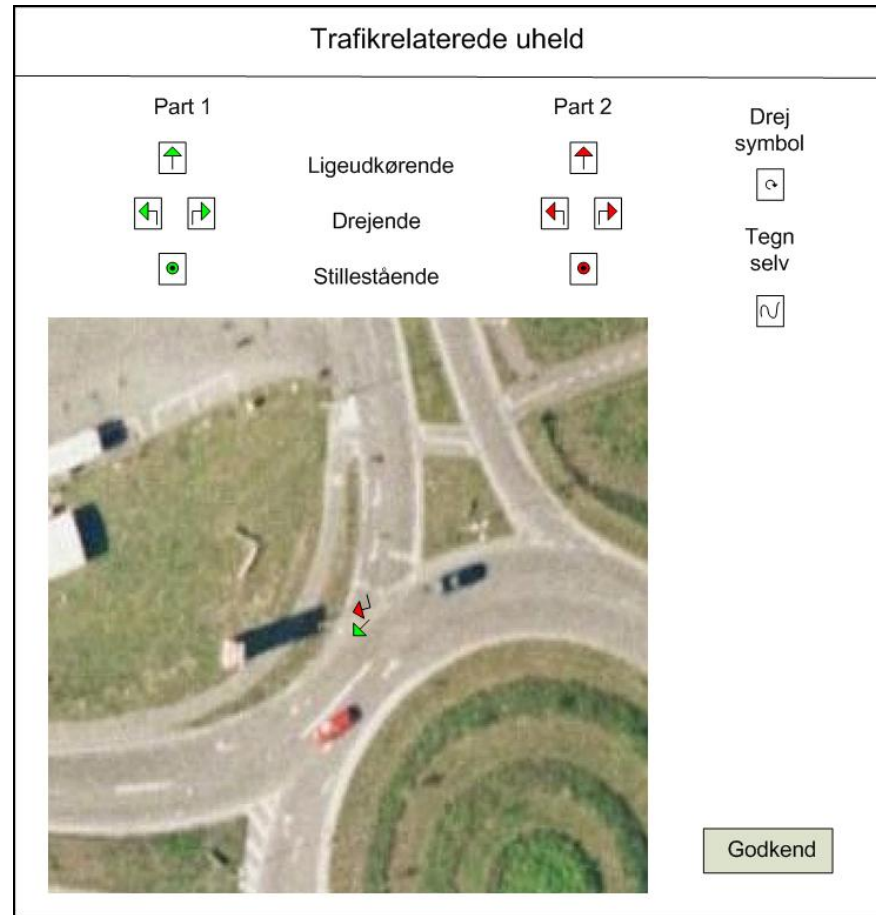 Trafikrelaterede uheld
Part 1
Part 2
Drej
symbol
Ligeudkørende
Drejende
Tegn
selv
Stillestående
Godkend